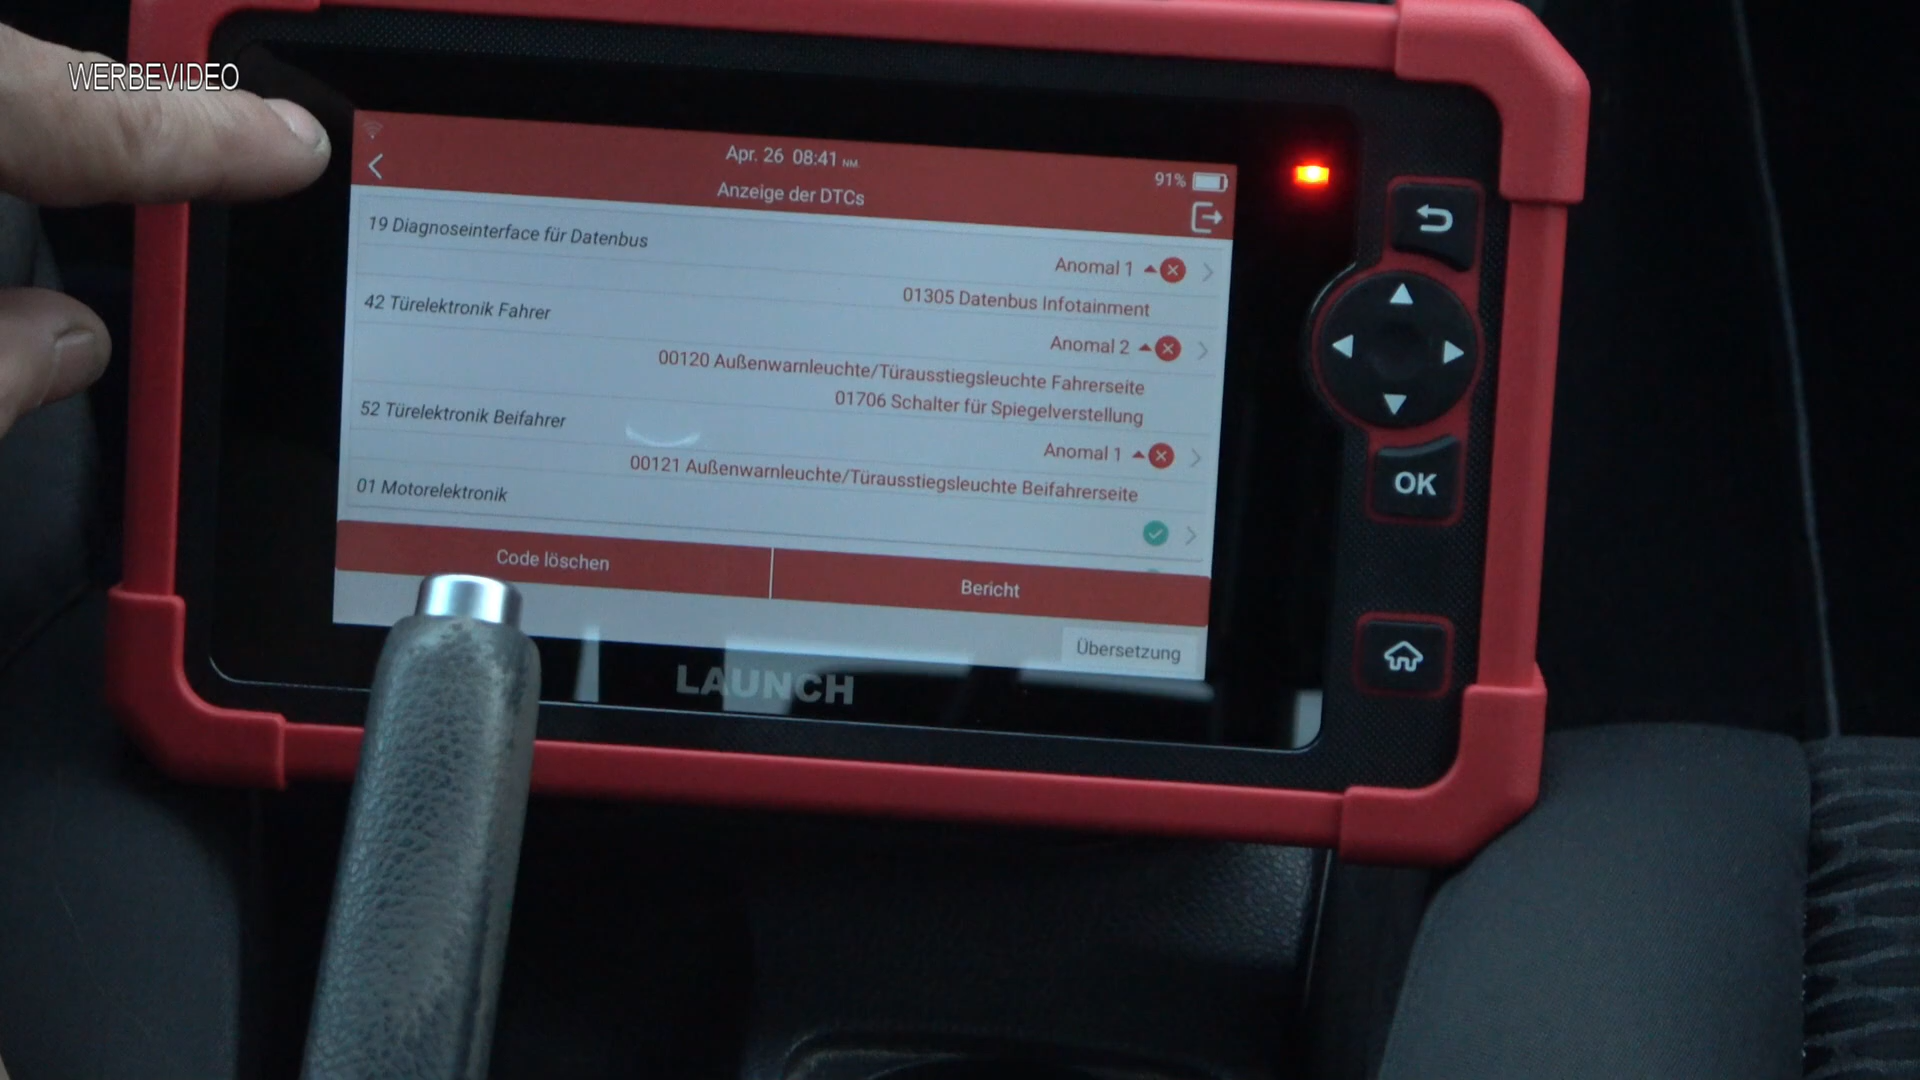 WERBEVIDEO
Apr. 26 08:41 NM.
91%
Anzeige der DTCs
19 Diagnoseinterface für Datenbus
Anomal 1
01305 Datenbus Infotainment
42 Türelektronik Fahrer
Anomal 2
00120 Außenwarnleuchte/Türausstiegsleuchte Fahrerseite
01706 Schalter für Spiegelverstellung
52 Türelektronik Beifahrer
Anomal 1
00121 Außenwarnleuchte/Türausstiegsleuchte Beifahrerseite
01 Motorelektronik
Code löschen
Bericht
Übersetzung
LAUNCH
OK